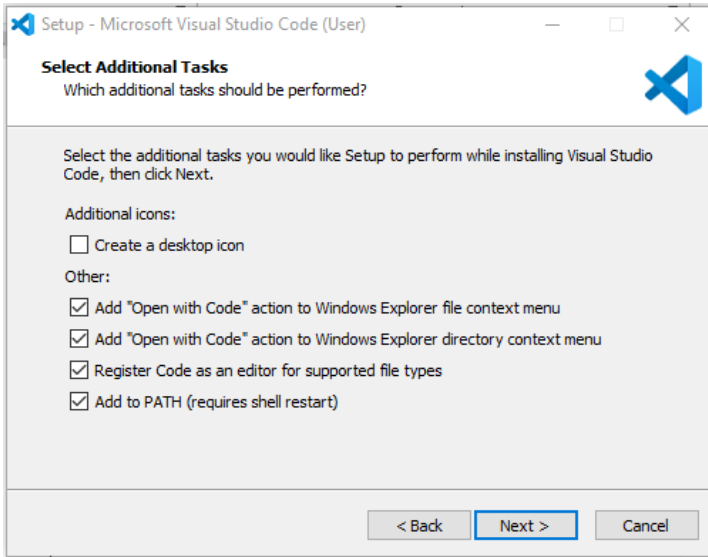 Setup - Microsoft Visual Studio Code (User)
Select Additional Tasks
Which additional tasks should be performed?
Select the additional tasks you would like Setup to perform while installing Visual Studio
Code, then click Next.
Additional icons:
Create a desktop icon
Other:
Add "Open with Code" action to Windows Explorer file context menu
Add "Open with Code" action to Windows Explorer directory context menu
Register Code as an editor for supported file types
Add to PATH (requires shell restart)
< Back Next > Cancel